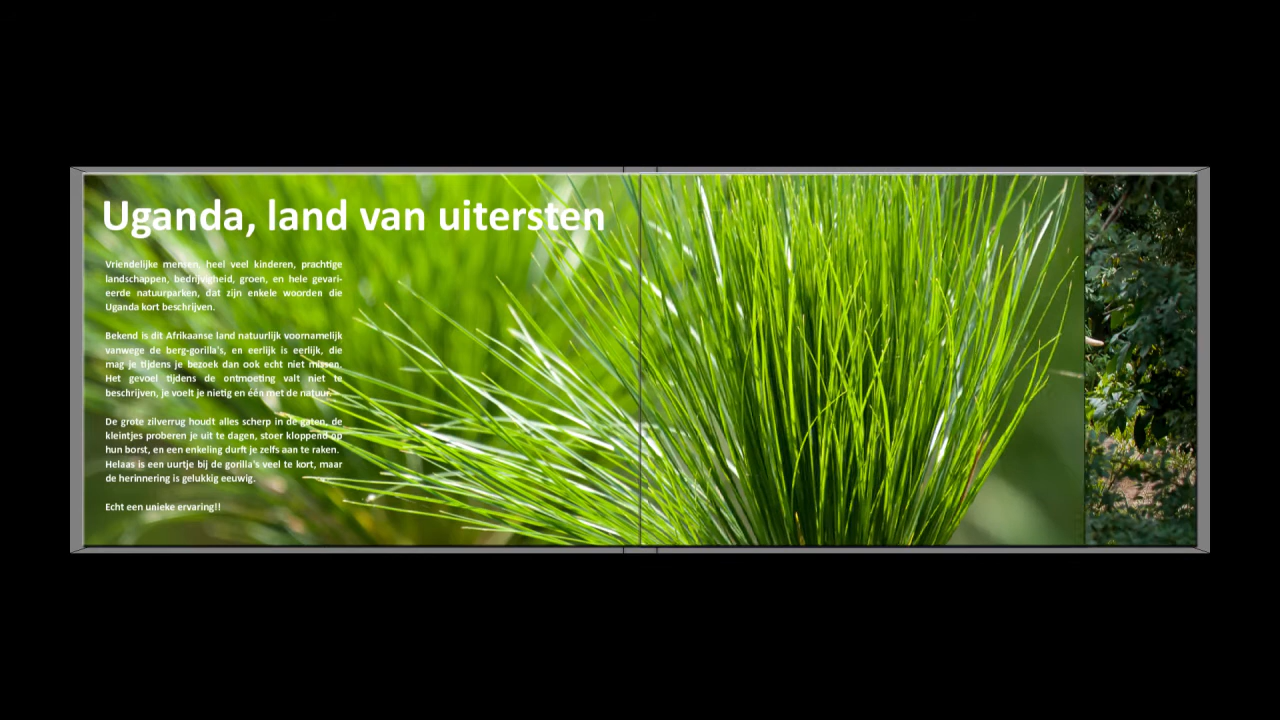 Uganda, land van uitersten
Vriendelijke mensen, heel veel kinderen, prachtige
landschappen, bedrijvigheid, groen, en hele gevari-
eerde natuurparken, dat zijn enkele woorden die
Uganda kort beschrijven.
Bekend is dit Afrikaanse land natuurlijk voornamelijk
vanwege de berg-gorilla's, en eerlijk is eerlijk, die
mag je tijdens je bezoek dan ook echt niet missen.
Het gevoel tijdens de ontmoeting valt niet te
beschrijven, je voelt je nietig en één met de natuur.
De grote zilverrug houdt alles scherp in de gaten, de
kleintjes proberen je uit te dagen, stoer kloppend op
hun borst, en een enkeling durft je zelfs aan te raken.
Helaas is een uurtje bij de gorilla's veel te kort, maar
de herinnering is gelukkig eeuwig.
Echt een unieke ervaring!!